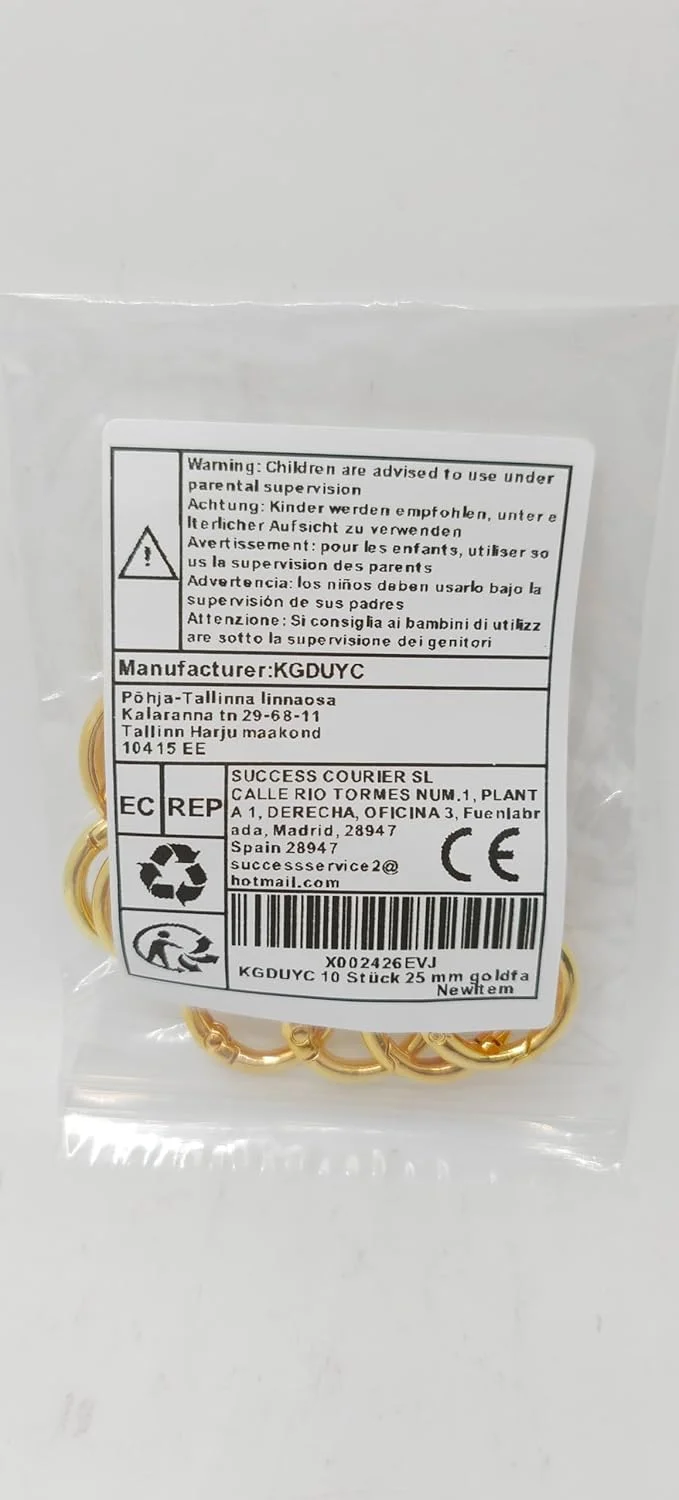 Warning: Children are advised to use under
parental supervision
Achtung: Kinder werden empfohlen, unter e
lterlicher Aufsicht zu verwenden
Avertissement: pour les enfants, utiliser so
us la supervision des parents
Advertencia: los niños deben usarlo bajo la
supervisión de sus padres
Attenzione: Si consiglia ai bambini di utilizz
are sotto la supervisione dei genitori
Manufacturer:KGDUYC
Põhja-Tallinna linnaosa
Kalaranna tn 29-68-11
Tallinn Harju maakond
10415 EE
EC REP
SUCCESS COURIER SL
CALLE RIO TORMES NUM.1, PLANT
A 1, DERECHA, OFICINA 3, Fuenlabr
ada, Madrid, 28947
Spain 28947
successservice2@
hotmail.com
CE
X002426EVJ
KGDUYC 10 Stück 25 mm goldfa
NewItem